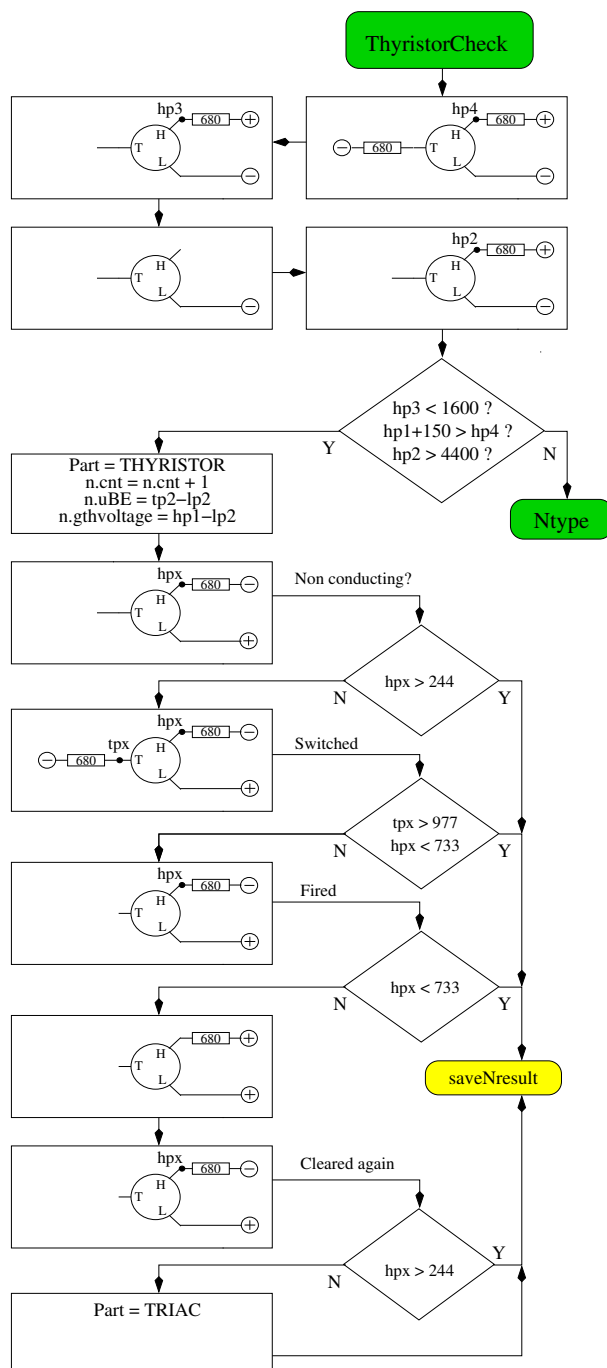 ThyristorCheck
hp3
680
+
H
T
L
−
hp4
680
+
H
− 680 T
L
−
H
T
L
−
hp2
680
+
H
T
L
−
hp3 < 1600 ?
hp1+150 > hp4 ?
hp2 > 4400 ?
Y
N
Ntype
Part = THYRISTOR
n.cnt = n.cnt + 1
n.uBE = tp2−lp2
n.gthvoltage = hp1−lp2
hpx
680
−
H
T
L
+
Non conducting?
hpx > 244
N
Y
hpx
680
−
tpx
H
− 680 T
L
+
Switched
tpx > 977
hpx < 733
N
Y
hpx
680
−
H
T
L
+
Fired
hpx < 733
N
Y
680
+
H
T
L
+
saveNresult
hpx
680
−
H
T
L
+
Cleared again
hpx > 244
N
Y
Part = TRIAC